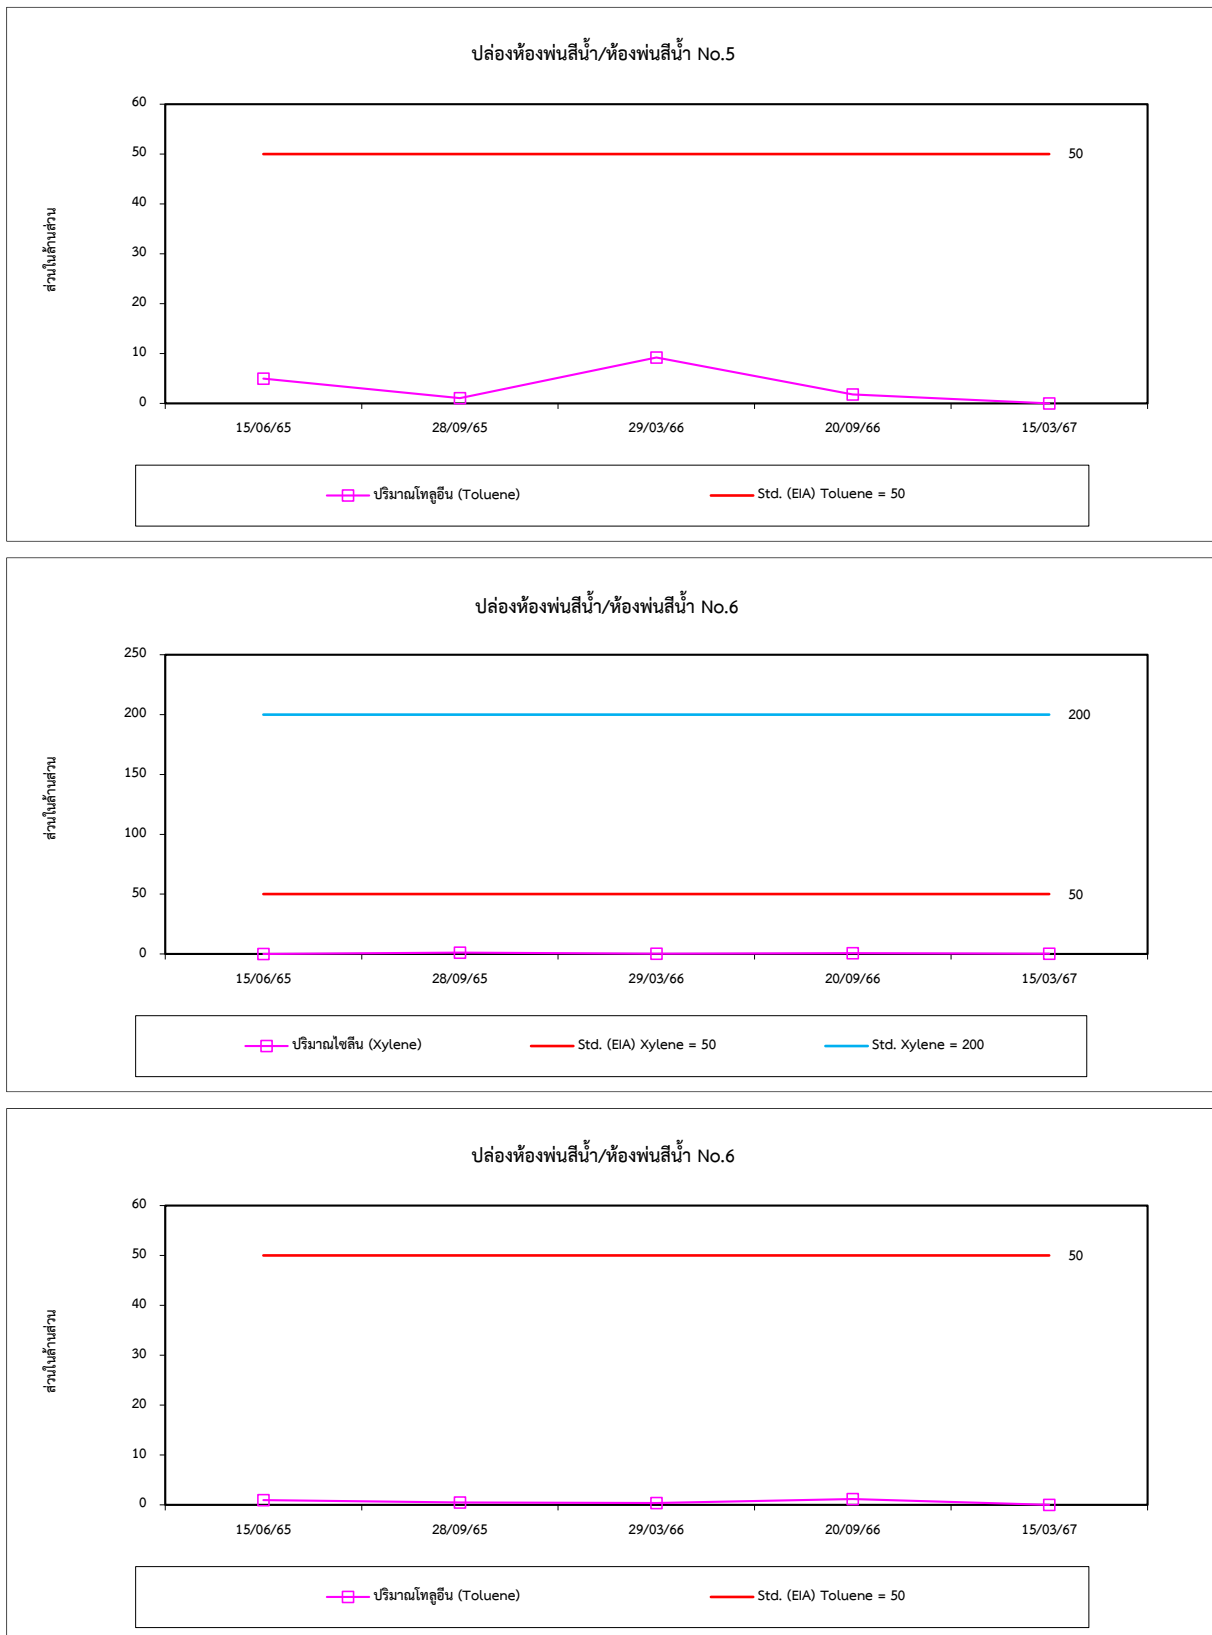 ปล่องห้องพ่นสีน้ำ/ห้องพ่นสีน้ำ No.5
60
50
40
30
20
10
0
ส่วนในล้านส่วน
50
15/06/65 28/09/65 29/03/66 20/09/66 15/03/67
ปริมาณโทลูอีน (Toluene) Std. (EIA) Toluene = 50
ปล่องห้องพ่นสีน้ำ/ห้องพ่นสีน้ำ No.6
250
200
150
100
50
0
ส่วนในล้านส่วน
200
50
15/06/65 28/09/65 29/03/66 20/09/66 15/03/67
ปริมาณไซลีน (Xylene) Std. (EIA) Xylene = 50 Std. Xylene = 200
ปล่องห้องพ่นสีน้ำ/ห้องพ่นสีน้ำ No.6
60
50
40
30
20
10
0
ส่วนในล้านส่วน
50
15/06/65 28/09/65 29/03/66 20/09/66 15/03/67
ปริมาณโทลูอีน (Toluene) Std. (EIA) Toluene = 50